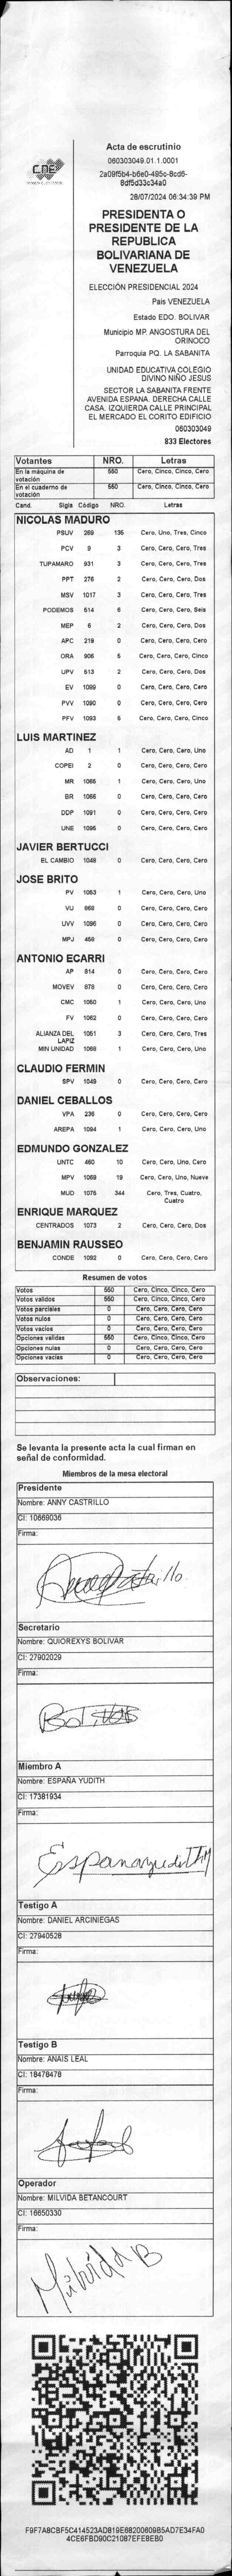 CNE
Acta de escrutinio
060303049.01.1.0001
2a09f5b4-b6e0-495c-8cd6-
8df5d33c34a0
28/07/2024 06:34:39 PM
PRESIDENTA O
PRESIDENTE DE LA
REPUBLICA
BOLIVARIANA DE
VENEZUELA
ELECCIÓN PRESIDENCIAL 2024
Pais VENEZUELA
Estado EDO. BOLIVAR
Municipio MP. ANGOSTURA DEL
ORINOCO
Parroquia PQ. LA SABANITA
UNIDAD EDUCATIVA COLEGIO
DIVINO NIÑO JESUS
SECTOR LA SABANITA FRENTE
AVENIDA ESPANA. DERECHA CALLE
CASA. IZQUIERDA CALLE PRINCIPAL
EL MERCADO EL CORITO EDIFICIO
060303049
833 Electores
Votantes NRO. Letras
En la máquina de votación 550 Cero, Cinco, Cinco, Cero
En el cuaderno de votación 550 Cero, Cinco, Cinco, Cero
Cand. Sigla Código NRO. Letras
NICOLAS MADURO
PSUV 269 135 Cero, Uno, Tres, Cinco
PCV 9 3 Cero, Cero, Cero, Tres
TUPAMARO 931 3 Cero, Cero, Cero, Tres
PPT 276 2 Cero, Cero, Cero, Dos
MSV 1017 3 Cero, Cero, Cero, Tres
PODEMOS 514 6 Cero, Cero, Cero, Seis
MEP 6 2 Cero, Cero, Cero, Dos
APC 219 0 Cero, Cero, Cero, Cero
ORA 906 5 Cero, Cero, Cero, Cinco
UPV 513 2 Cero, Cero, Cero, Dos
EV 1099 0 Cero, Cero, Cero, Cero
PVV 1090 0 Cero, Cero, Cero, Cero
PFV 1093 5 Cero, Cero, Cero, Cinco
LUIS MARTINEZ
AD 1 1 Cero, Cero, Cero, Uno
COPEI 2 0 Cero, Cero, Cero, Cero
MR 1066 1 Cero, Cero, Cero, Uno
BR 0 Cero, Cero, Cero, Cero
DDP 1091 0 Cero, Cero, Cero, Cero
UNE 0 Cero, Cero, Cero, Cero
JAVIER BERTUCCI
EL CAMBIO 1048 0 Cero, Cero, Cero, Cero
JOSE BRITO
PV 1053 1 Cero, Cero, Cero, Uno
VU 868 0 Cero, Cero, Cero, Cero
UVV 0 Cero, Cero, Cero, Cero
MPJ 0 Cero, Cero, Cero, Cero
ANTONIO ECARRI
AP 814 0 Cero, Cero, Cero, Cero
MOVEV 878 0 Cero, Cero, Cero, Cero
CMC 1050 1 Cero, Cero, Cero, Uno
FV 1062 0 Cero, Cero, Cero, Cero
ALIANZA DEL LAPIZ 1051 3 Cero, Cero, Cero, Tres
MIN UNIDAD 1068 1 Cero, Cero, Cero, Uno
CLAUDIO FERMIN
SPV 1049 0 Cero, Cero, Cero, Cero
DANIEL CEBALLOS
VPA 236 0 Cero, Cero, Cero, Cero
AREPA 1094 1 Cero, Cero, Cero, Uno
EDMUNDO GONZALEZ
UNTC 460 10 Cero, Cero, Uno, Cero
MPV 1069 19 Cero, Cero, Uno, Nueve
MUD 1075 344 Cero, Tres, Cuatro,
Cuatro
ENRIQUE MARQUEZ
CENTRADOS 1073 2 Cero, Cero, Cero, Dos
BENJAMIN RAUSSEO
CONDE 1092 0 Cero, Cero, Cero, Cero
Resumen de votos
Votos 550 Cero, Cinco, Cinco, Cero
Votos validos 550 Cero, Cinco, Cinco, Cero
Votos parciales 0 Cero, Cero, Cero, Cero
Votos nulos 0 Cero, Cero, Cero, Cero
Votos vacios 0 Cero, Cero, Cero, Cero
Opciones validas 550 Cero, Cinco, Cinco, Cero
Opciones nulas 0 Cero, Cero, Cero, Cero
Opciones vacias 0 Cero, Cero, Cero, Cero
Observaciones:
Se levanta la presente acta la cual firman en
señal de conformidad.
Miembros de la mesa electoral
Presidente
Nombre: ANNY CASTRILLO
CI: 10669036
Firma:
Secretario
Nombre: QUIOREXYS BOLIVAR
CI: 27902029
Firma:
Bolívar
Miembro A
Nombre: ESPAÑA YUDITH
CI: 17381934
Firma:
Testigo A
Nombre: DANIEL ARCINIEGAS
CI: 27940528
Firma:
Testigo B
Nombre: ANAIS LEAL
CI: 18478478
Firma:
Operador
Nombre: MILVIDA BETANCOURT
CI: 16650330
Firma:
Milvida B
F9F7A8CBF5C414523AD819E68200609B5AD7E34FA0
4CE6FBD90C21087EFEBEB0